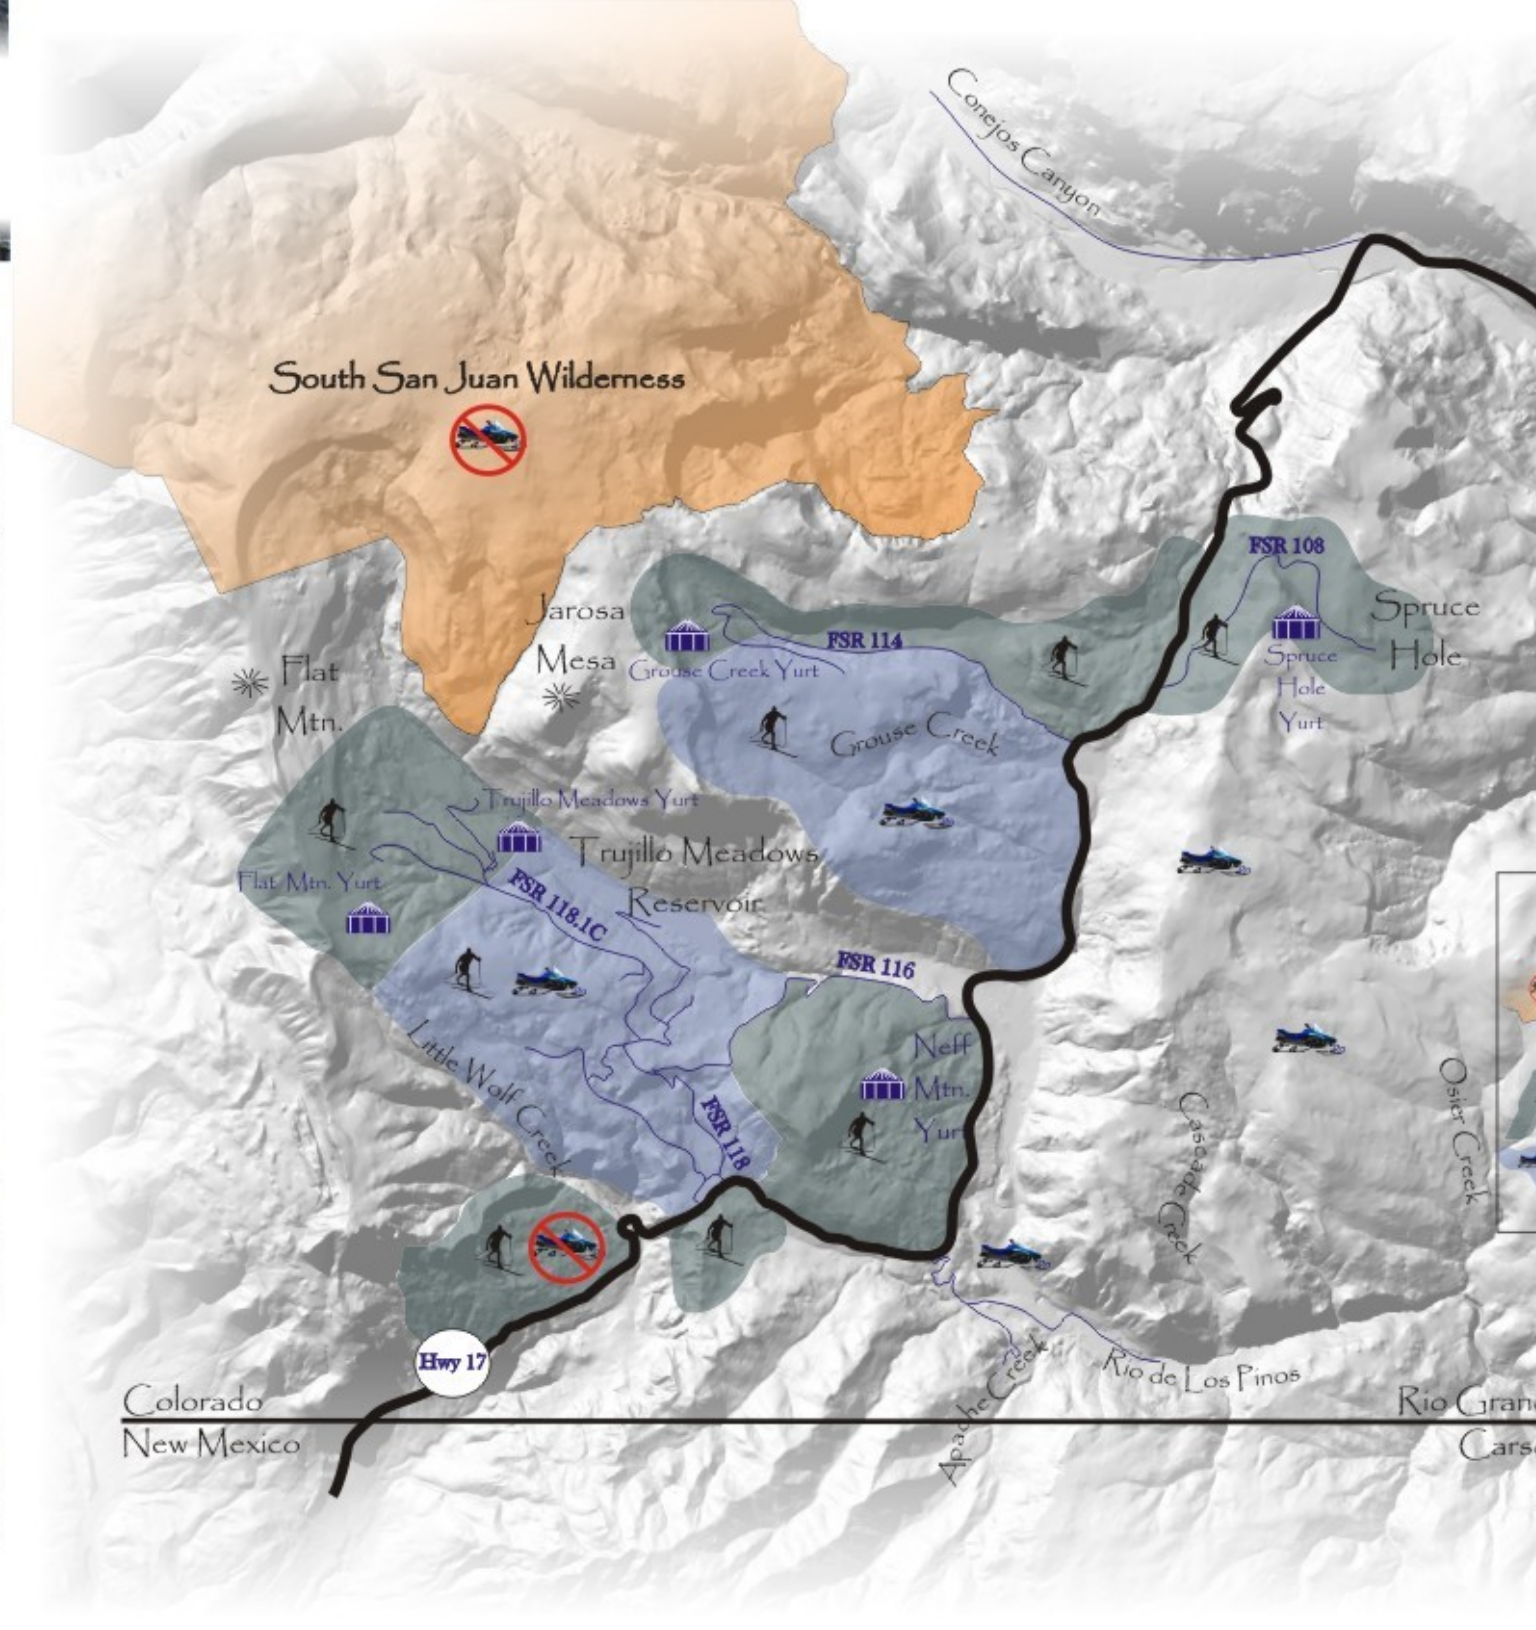 Conejos Canyon
South San Juan Wilderness
FSR 108
Jarosa
Mesa
Spruce
Hole
FSR 114
Grouse Creek Yurt
Spruce
Hole
Yurt
Flat
Mtn.
Grouse Creek
Trujillo Meadows Yurt
Trujillo Meadows
Reservoir
Flat Mtn. Yurt
FSR 118.1C
FSR 116
Neff
Mtn.
Yurt
Little Wolf Creek
FSR 118
Cascade Creek
Osier Creek
Hwy 17
Apache Creek
Rio de Los Pinos
Colorado
New Mexico
Rio Gran
Cars